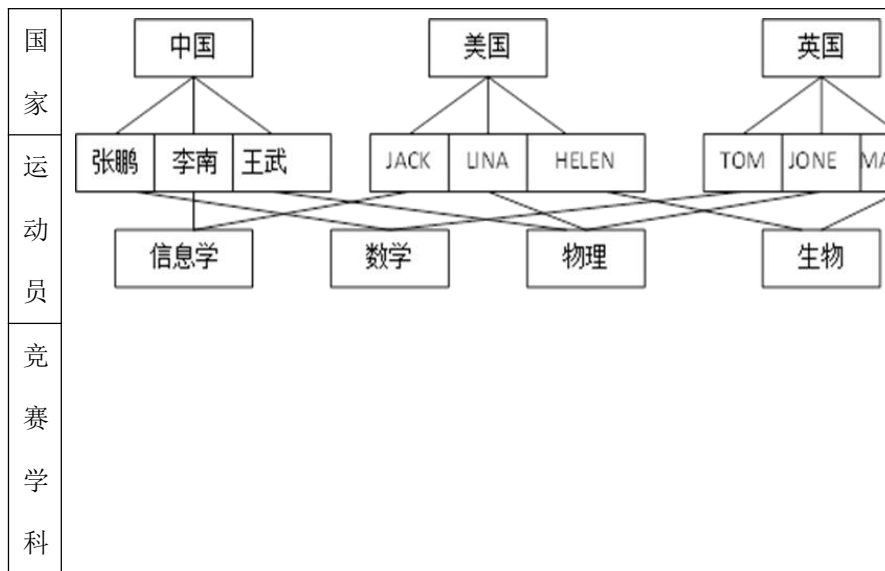 国家
中国 美国 英国
运动员
张鹏 李南 王武 JACK LINA HELEN TOM JONE MA
信息学 数学 物理 生物
竞赛学科